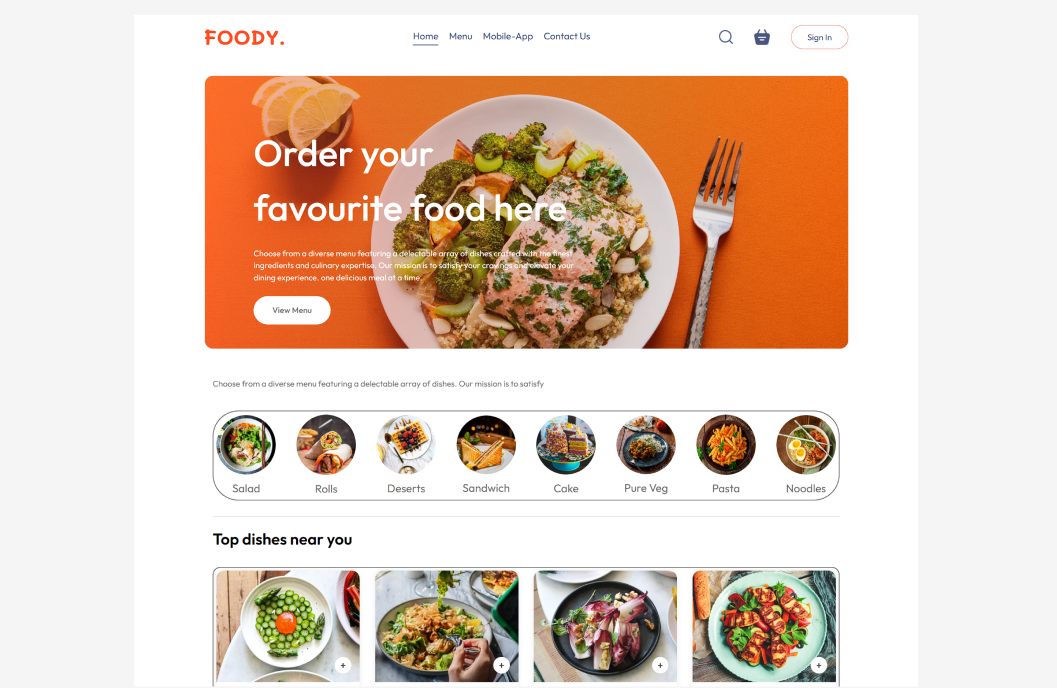 FOODY.
Home Menu Mobile-App Contact Us
Sign In
Order your
favourite food here
Choose from a diverse menu featuring a delectable array of dishes crafted with the finest
ingredients and culinary expertise. Our mission is to satisfy your cravings and elevate your
dining experience, one delicious meal at a time.
View Menu
Choose from a diverse menu featuring a delectable array of dishes. Our mission is to satisfy
Salad Rolls Deserts Sandwich Cake Pure Veg Pasta Noodles
Top dishes near you
+ + + +